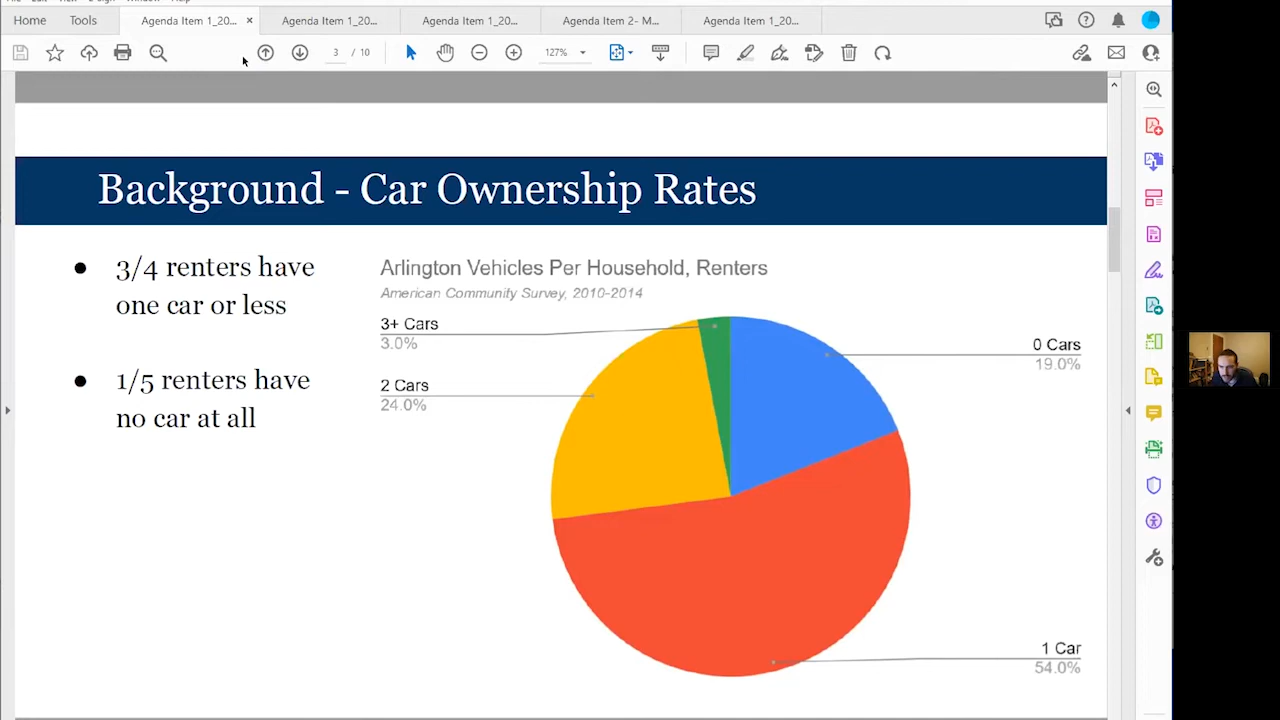 Home
Tools
Agenda Item 1_20...
Agenda Item 1_20...
Agenda Item 1_20...
Agenda Item 2- M...
Agenda Item 1_20...
3 / 10
127%
Background - Car Ownership Rates
● 3/4 renters have
one car or less
● 1/5 renters have
no car at all
Arlington Vehicles Per Household, Renters
American Community Survey, 2010-2014
3+ Cars
3.0%
0 Cars
19.0%
2 Cars
24.0%
1 Car
54.0%